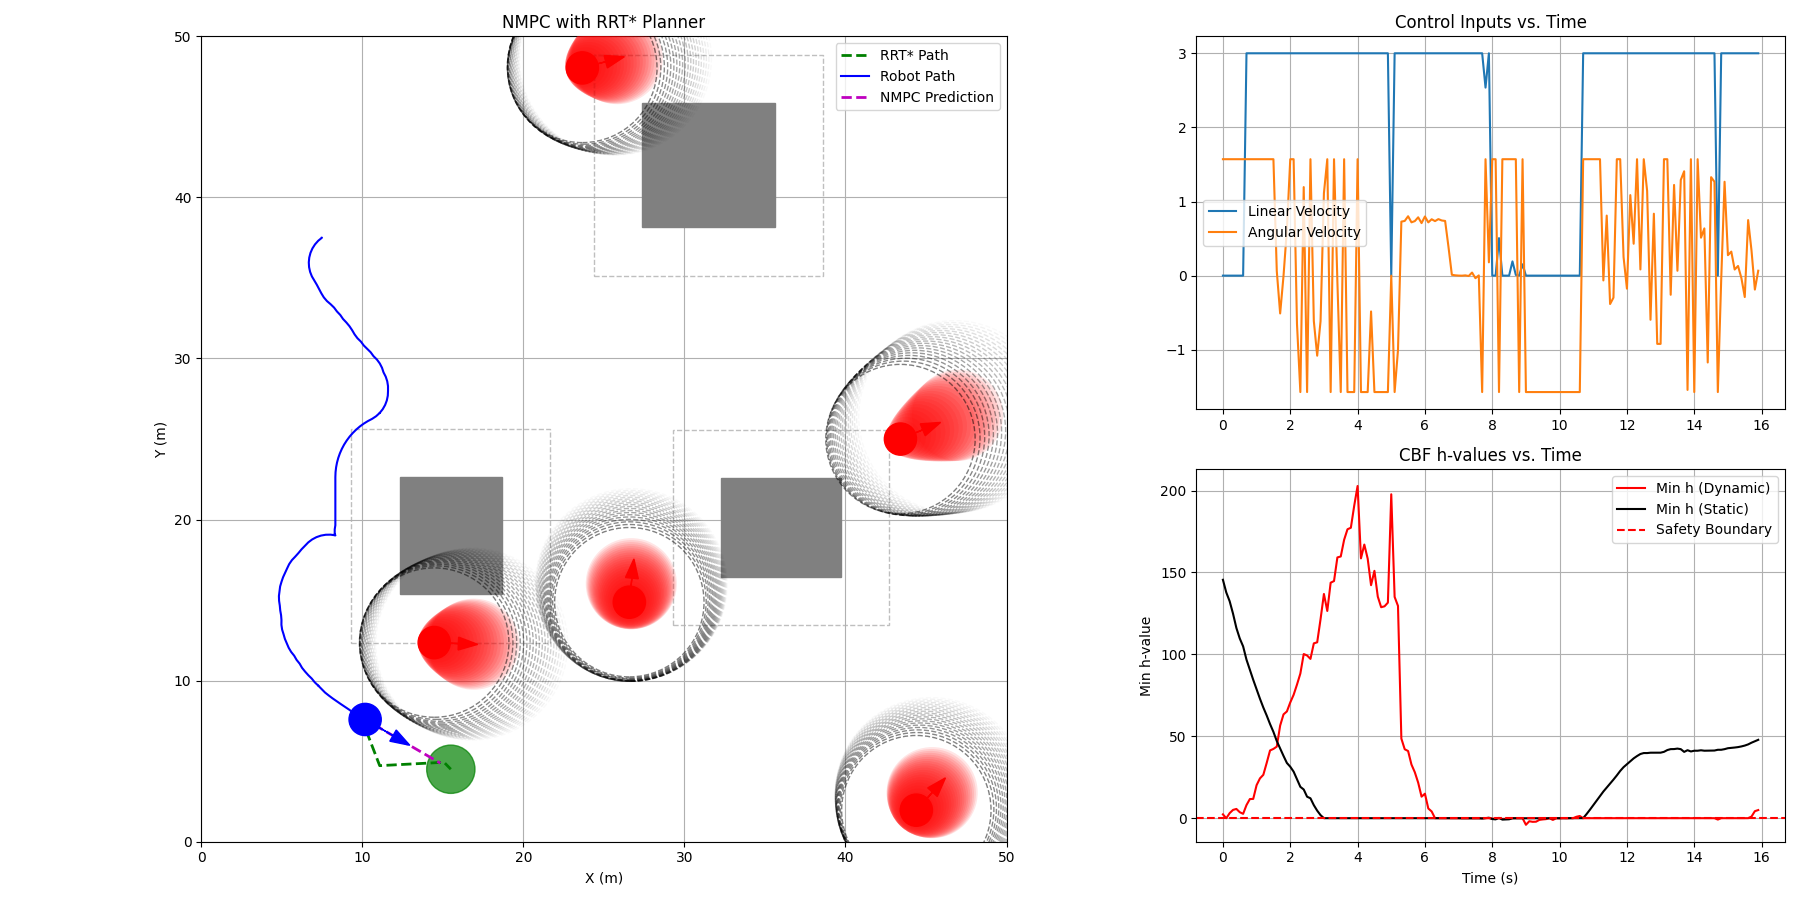 NMPC with RRT* Planner
50
40
30
20
10
0
Y (m)
0 10 20 30 40 50
X (m)
RRT* Path
Robot Path
NMPC Prediction
Control Inputs vs. Time
3
2
1
0
−1
Linear Velocity
Angular Velocity
0 2 4 6 8 10 12 14 16
CBF h-values vs. Time
200
150
100
50
0
Min h-value
Min h (Dynamic)
Min h (Static)
Safety Boundary
0 2 4 6 8 10 12 14 16
Time (s)